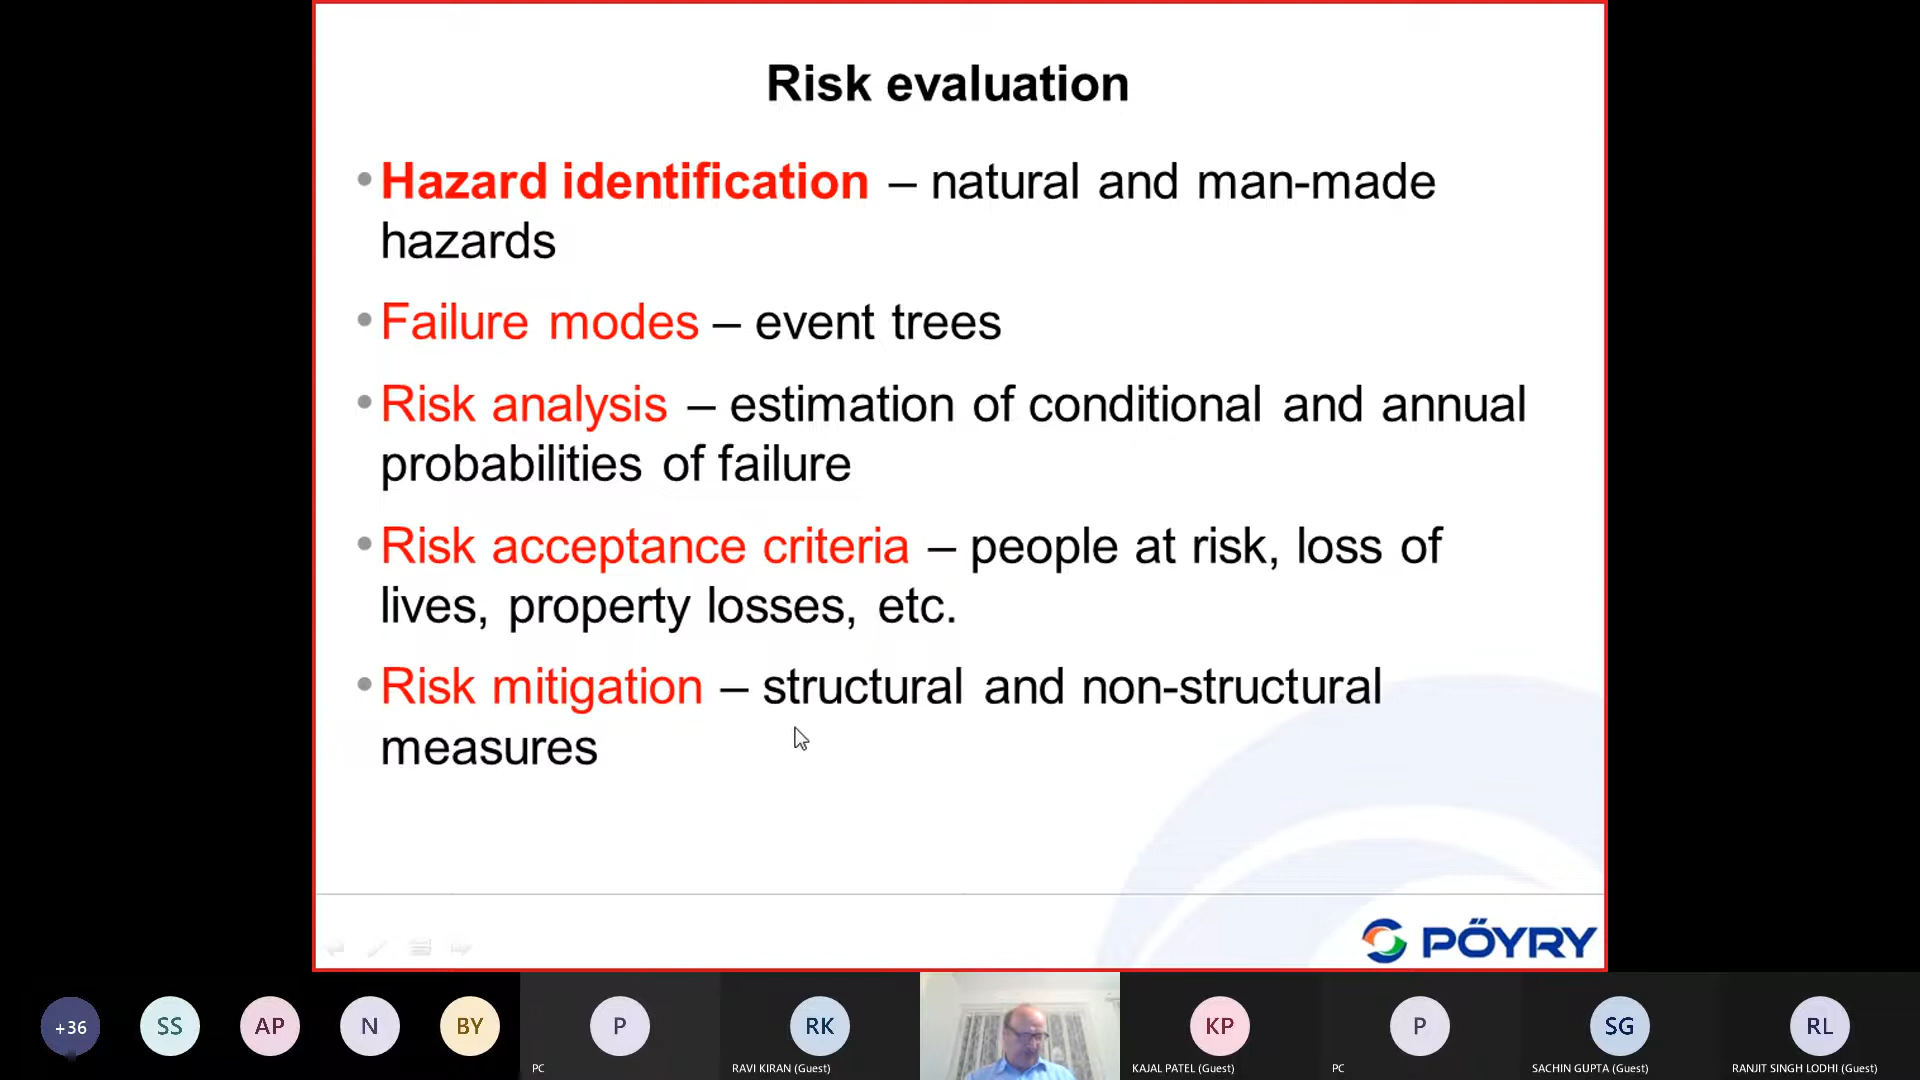 Risk evaluation
•Hazard identification – natural and man-made
hazards
•Failure modes – event trees
•Risk analysis – estimation of conditional and annual
probabilities of failure
•Risk acceptance criteria – people at risk, loss of
lives, property losses, etc.
•Risk mitigation – structural and non-structural
measures
PŐYRY
+36
SS
AP
N
BY
P
RK
KP
P
SG
RL
PC
RAVI KIRAN (Guest)
KAJAL PATEL (Guest)
PC
SACHIN GUPTA (Guest)
RANJIT SINGH LODHI (Guest)